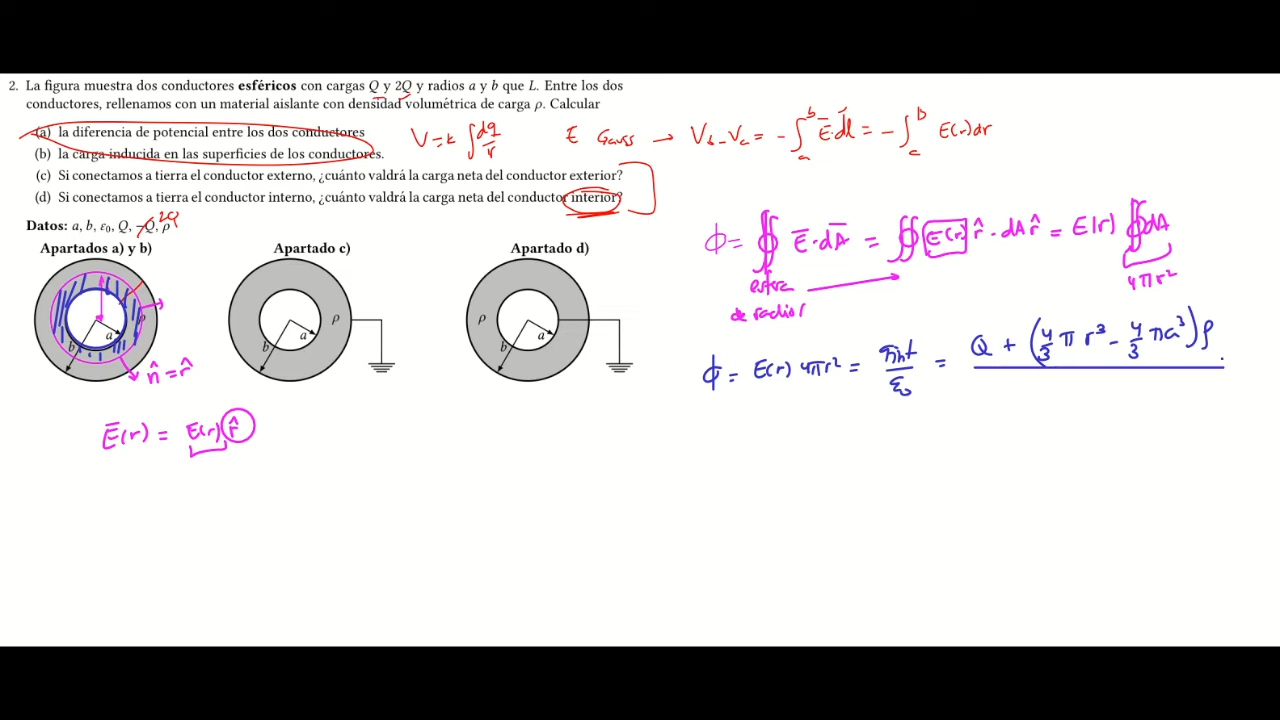 2. La figura muestra dos conductores esféricos con cargas Q y 2Q y radios a y b que L. Entre los dos
conductores, rellenamos con un material aislante con densidad volumétrica de carga ρ. Calcular
(a) la diferencia de potencial entre los dos conductores
(b) la carga inducida en las superficies de los conductores.
(c) Si conectamos a tierra el conductor externo, ¿cuánto valdrá la carga neta del conductor exterior?
(d) Si conectamos a tierra el conductor interno, ¿cuánto valdrá la carga neta del conductor interior?
Datos: a, b, ε₀, Q, −Q, ρ
2Q
Apartados a) y b)
Apartado c)
Apartado d)
a
b
ρ
a
b
ρ
ρ
a
b
n̂ = r̂
E̅(r) = E(r) r̂
V = k ∫ dq/r
E Gauss → V_b − V_a = − ∫_a^b E̅·dl̅ = − ∫_a^b E(r) dr
ϕ = ∯ E̅·dA̅ = ∯ E(r) r̂ · dA r̂ = E(r) ∯ dA
esfera
de radio r
4πr²
ϕ = E(r) 4πr² = qint/ε₀ = Q + (4/3 π r³ − 4/3 π a³) ρ